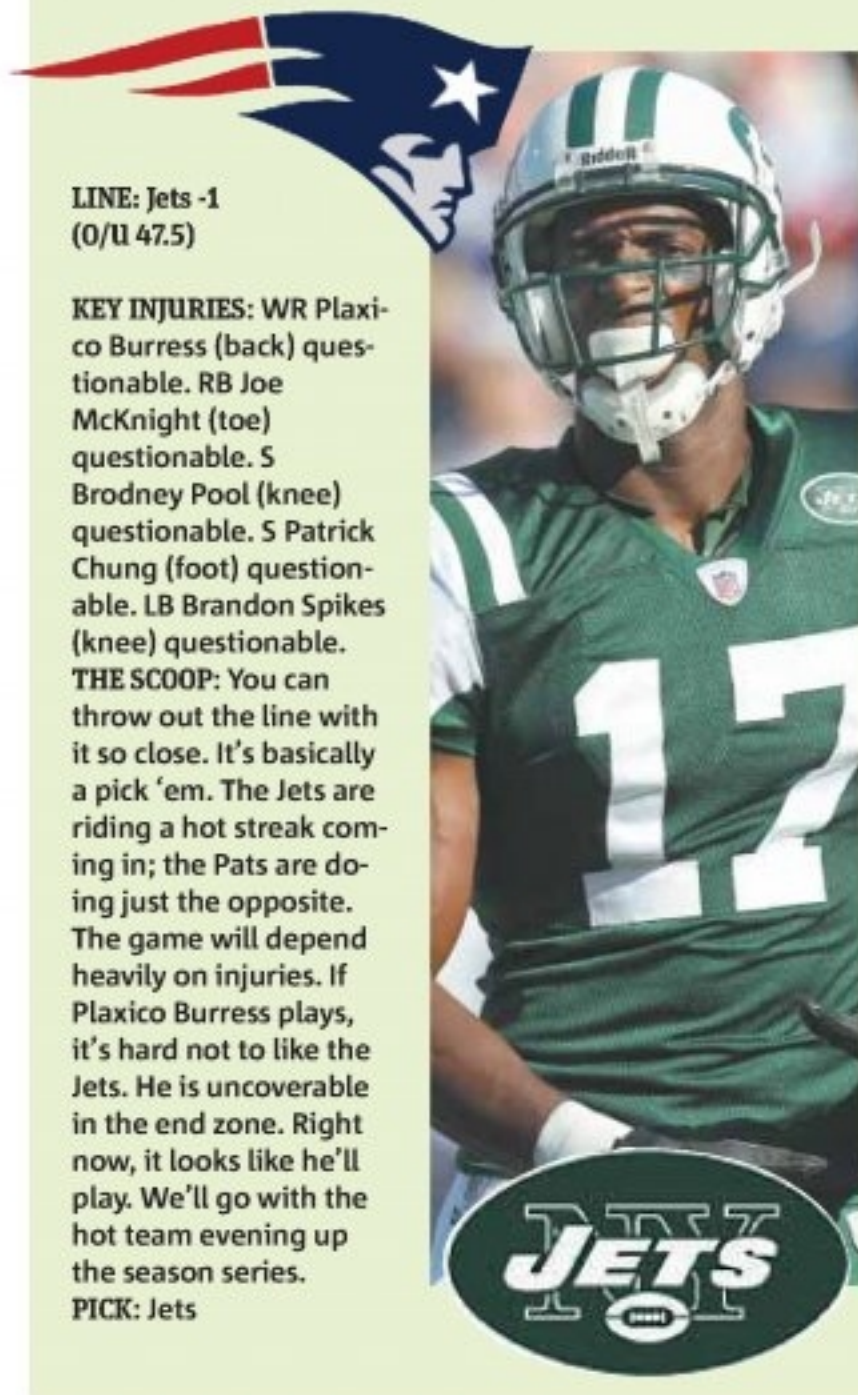 LINE: Jets -1
(O/U 47.5)
KEY INJURIES: WR Plaxi-
co Burress (back) ques-
tionable. RB Joe
McKnight (toe)
questionable. S
Brodney Pool (knee)
questionable. S Patrick
Chung (foot) question-
able. LB Brandon Spikes
(knee) questionable.
THE SCOOP: You can
throw out the line with
it so close. It’s basically
a pick ‘em. The Jets are
riding a hot streak com-
ing in; the Pats are do-
ing just the opposite.
The game will depend
heavily on injuries. If
Plaxico Burress plays,
it’s hard not to like the
Jets. He is uncoverable
in the end zone. Right
now, it looks like he’ll
play. We’ll go with the
hot team evening up
the season series.
PICK: Jets
Riddell
JETS
NFL
17
NY
JETS